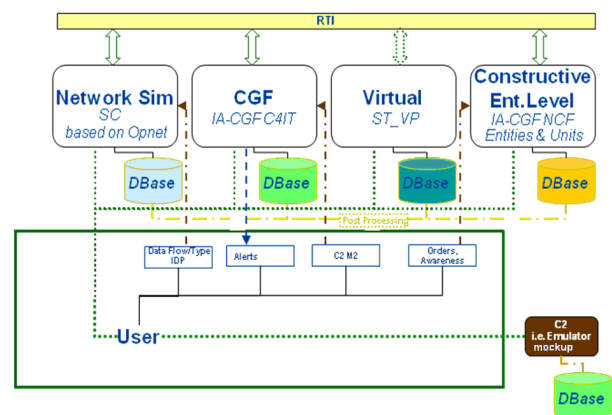 RTI
Network Sim
SC
based on Opnet
CGF
IA-CGF C4IT
Virtual
ST_VP
Constructive
Ent.Level
IA-CGF NCF
Entities & Units
DBase
DBase
DBase
DBase
Post Processing
Data Flow/Type
IDP
Alerts
C2 M2
Orders,
Awareness
User
C2
i.e. Emulator
mockup
DBase